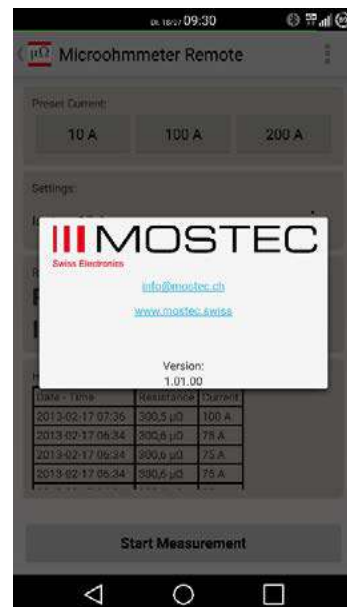 09:30
Microohmmeter Remote
Preset Current:
10 A 100 A 200 A
Settings:
MOSTEC
Swiss Electronics
info@mostec.ch
www.mostec.swiss
Version:
1.01.00
Date - Time Resistance Current
2013-02-17 07:36 300,5 µΩ 100 A
2013-02-17 06:34 300,6 µΩ 75 A
2013-02-17 06:34 300,6 µΩ 75 A
2013-02-17 06:34 300,6 µΩ 75 A
Start Measurement